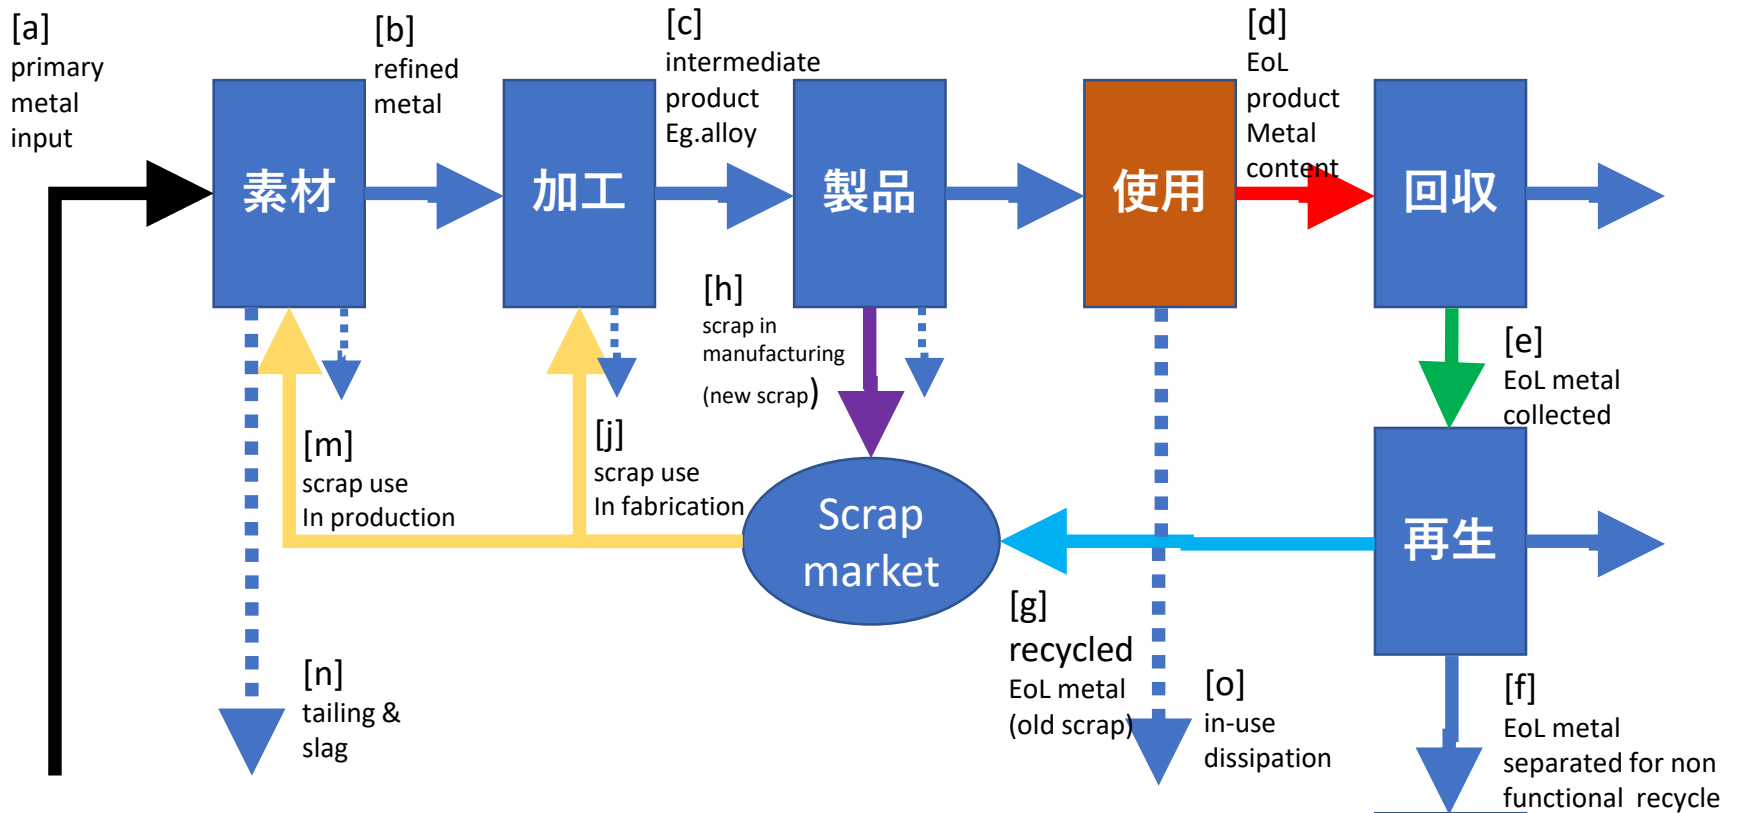 [a]
primary
metal
input
[b]
refined
metal
[c]
intermediate
product
Eg.alloy
[d]
EoL
product
Metal
content
素材
加工
製品
使用
回収
[h]
scrap in
manufacturing
(new scrap)
[e]
EoL metal
collected
[m]
scrap use
In production
[j]
scrap use
In fabrication
Scrap
market
再生
[g]
recycled
EoL metal
(old scrap)
[n]
tailing &
slag
[o]
in-use
dissipation
[f]
EoL metal
separated for non
functional recycle